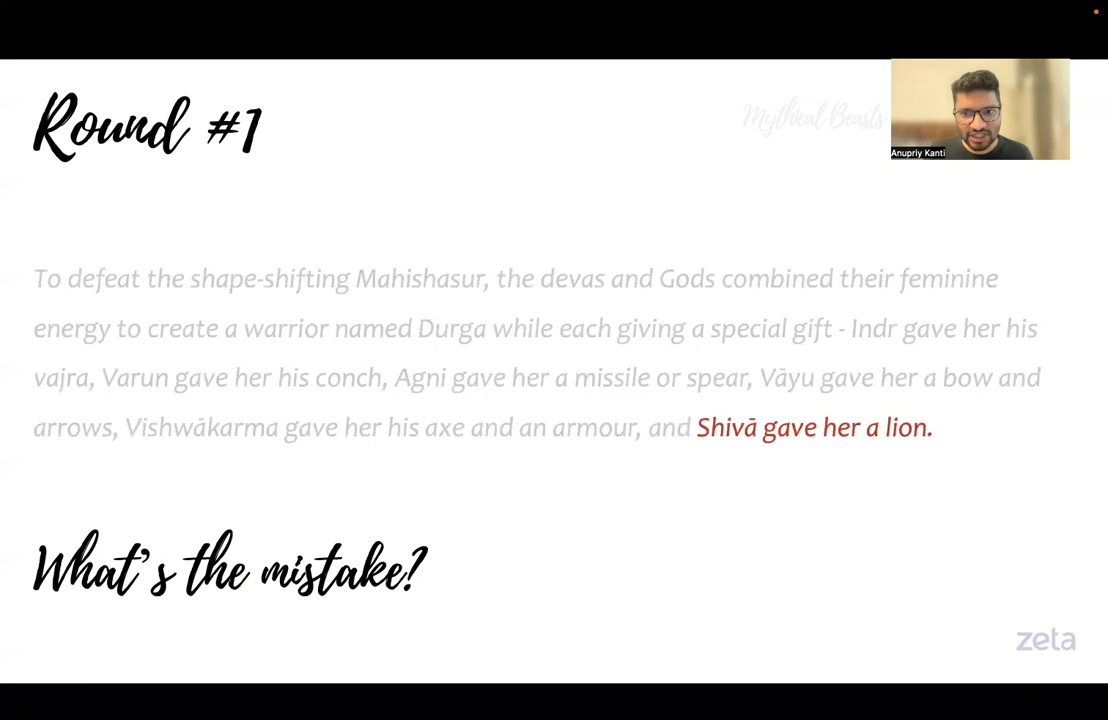 Round #1
Mythical Beasts
Anupriy Kanti
To defeat the shape-shifting Mahishasur, the devas and Gods combined their feminine
energy to create a warrior named Durga while each giving a special gift - Indr gave her his
vajra, Varun gave her his conch, Agni gave her a missile or spear, Vāyu gave her a bow and
arrows, Vishwākarma gave her his axe and an armour, and Shivā gave her a lion.
What's the mistake?
zeta